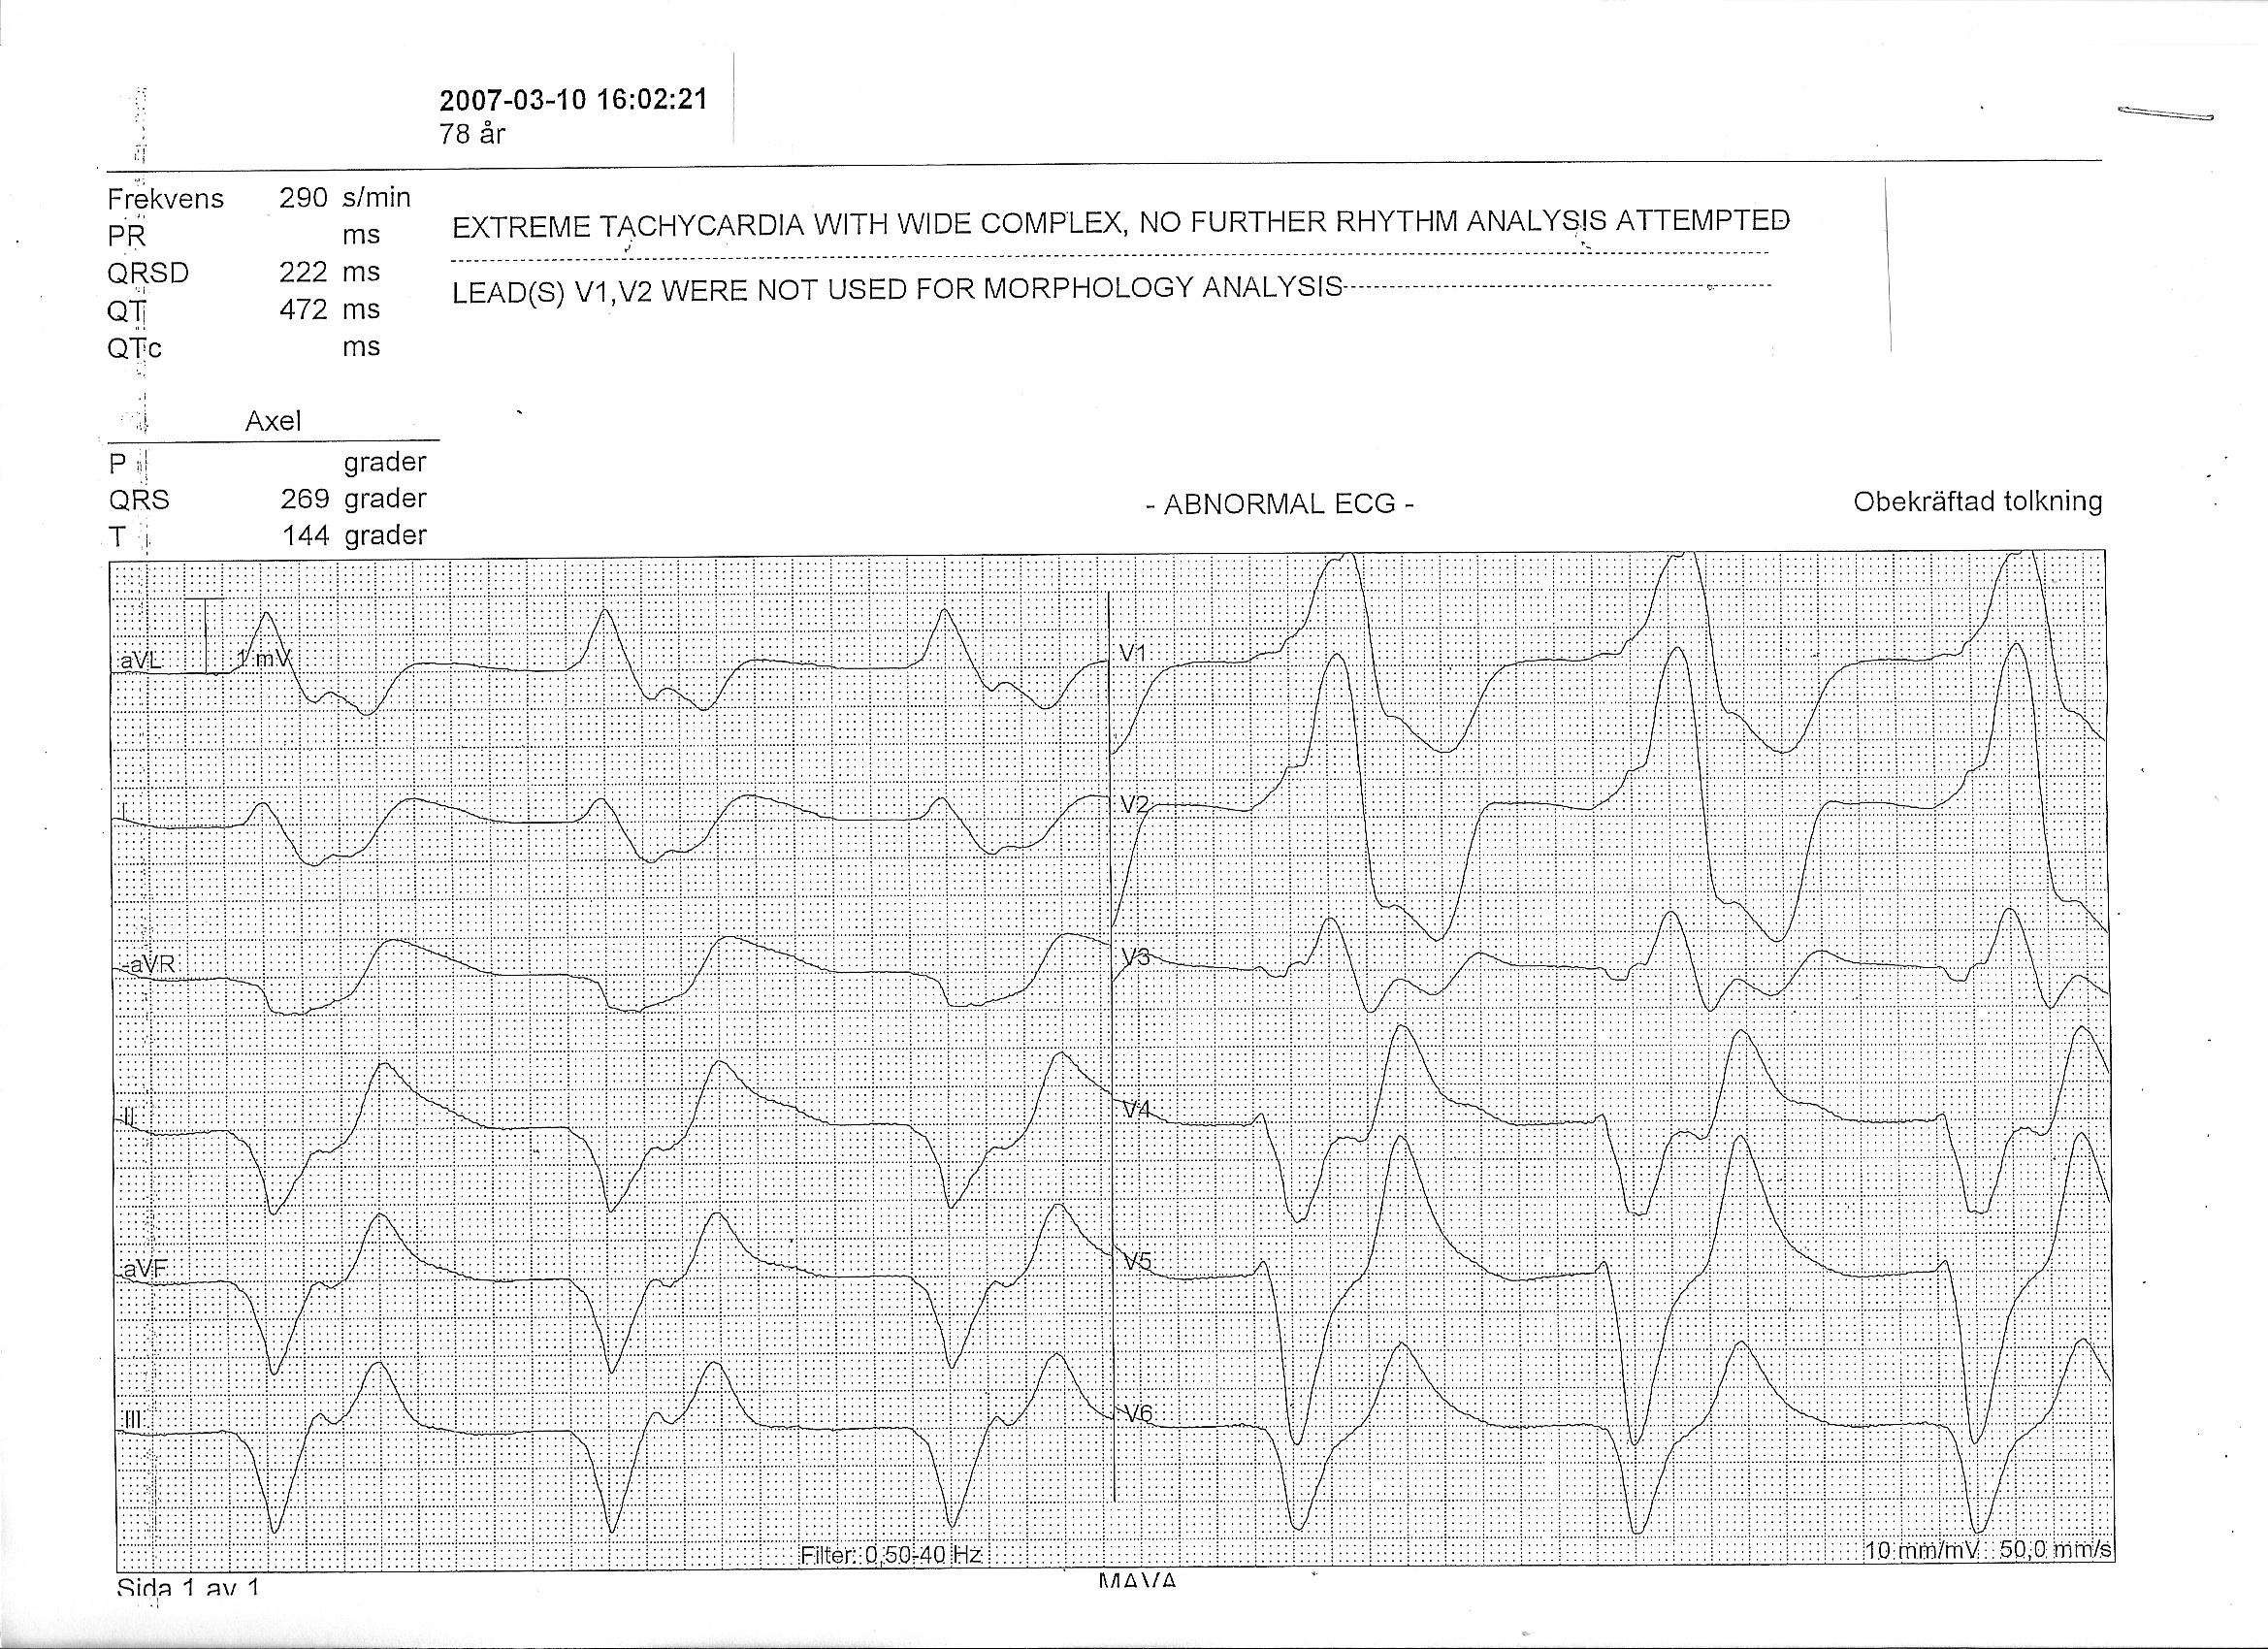 2007-03-10 16:02:21
78 år
Frekvens 290 s/min
PR ms
QRSD 222 ms
QT 472 ms
QTc ms
EXTREME TACHYCARDIA WITH WIDE COMPLEX, NO FURTHER RHYTHM ANALYSIS ATTEMPTED
LEAD(S) V1,V2 WERE NOT USED FOR MORPHOLOGY ANALYSIS
Axel
P grader
QRS 269 grader
T 144 grader
- ABNORMAL ECG -
Obekräftad tolkning
aVL 1 mV V1
I V2
-aVR V3
II V4
aVF V5
III V6
Filter: 0,50-40 Hz
10 mm/mV 50,0 mm/s
Sida 1 av 1
MAVA